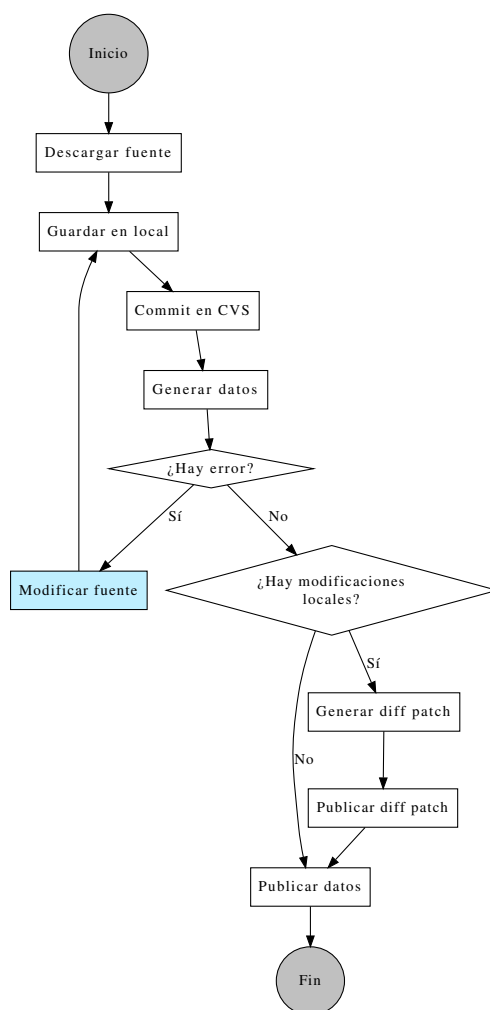 Inicio
Descargar fuente
Guardar en local
Commit en CVS
Generar datos
¿Hay error?
Sí
No
Modificar fuente
¿Hay modificaciones
locales?
Sí
Generar diff patch
No
Publicar diff patch
Publicar datos
Fin